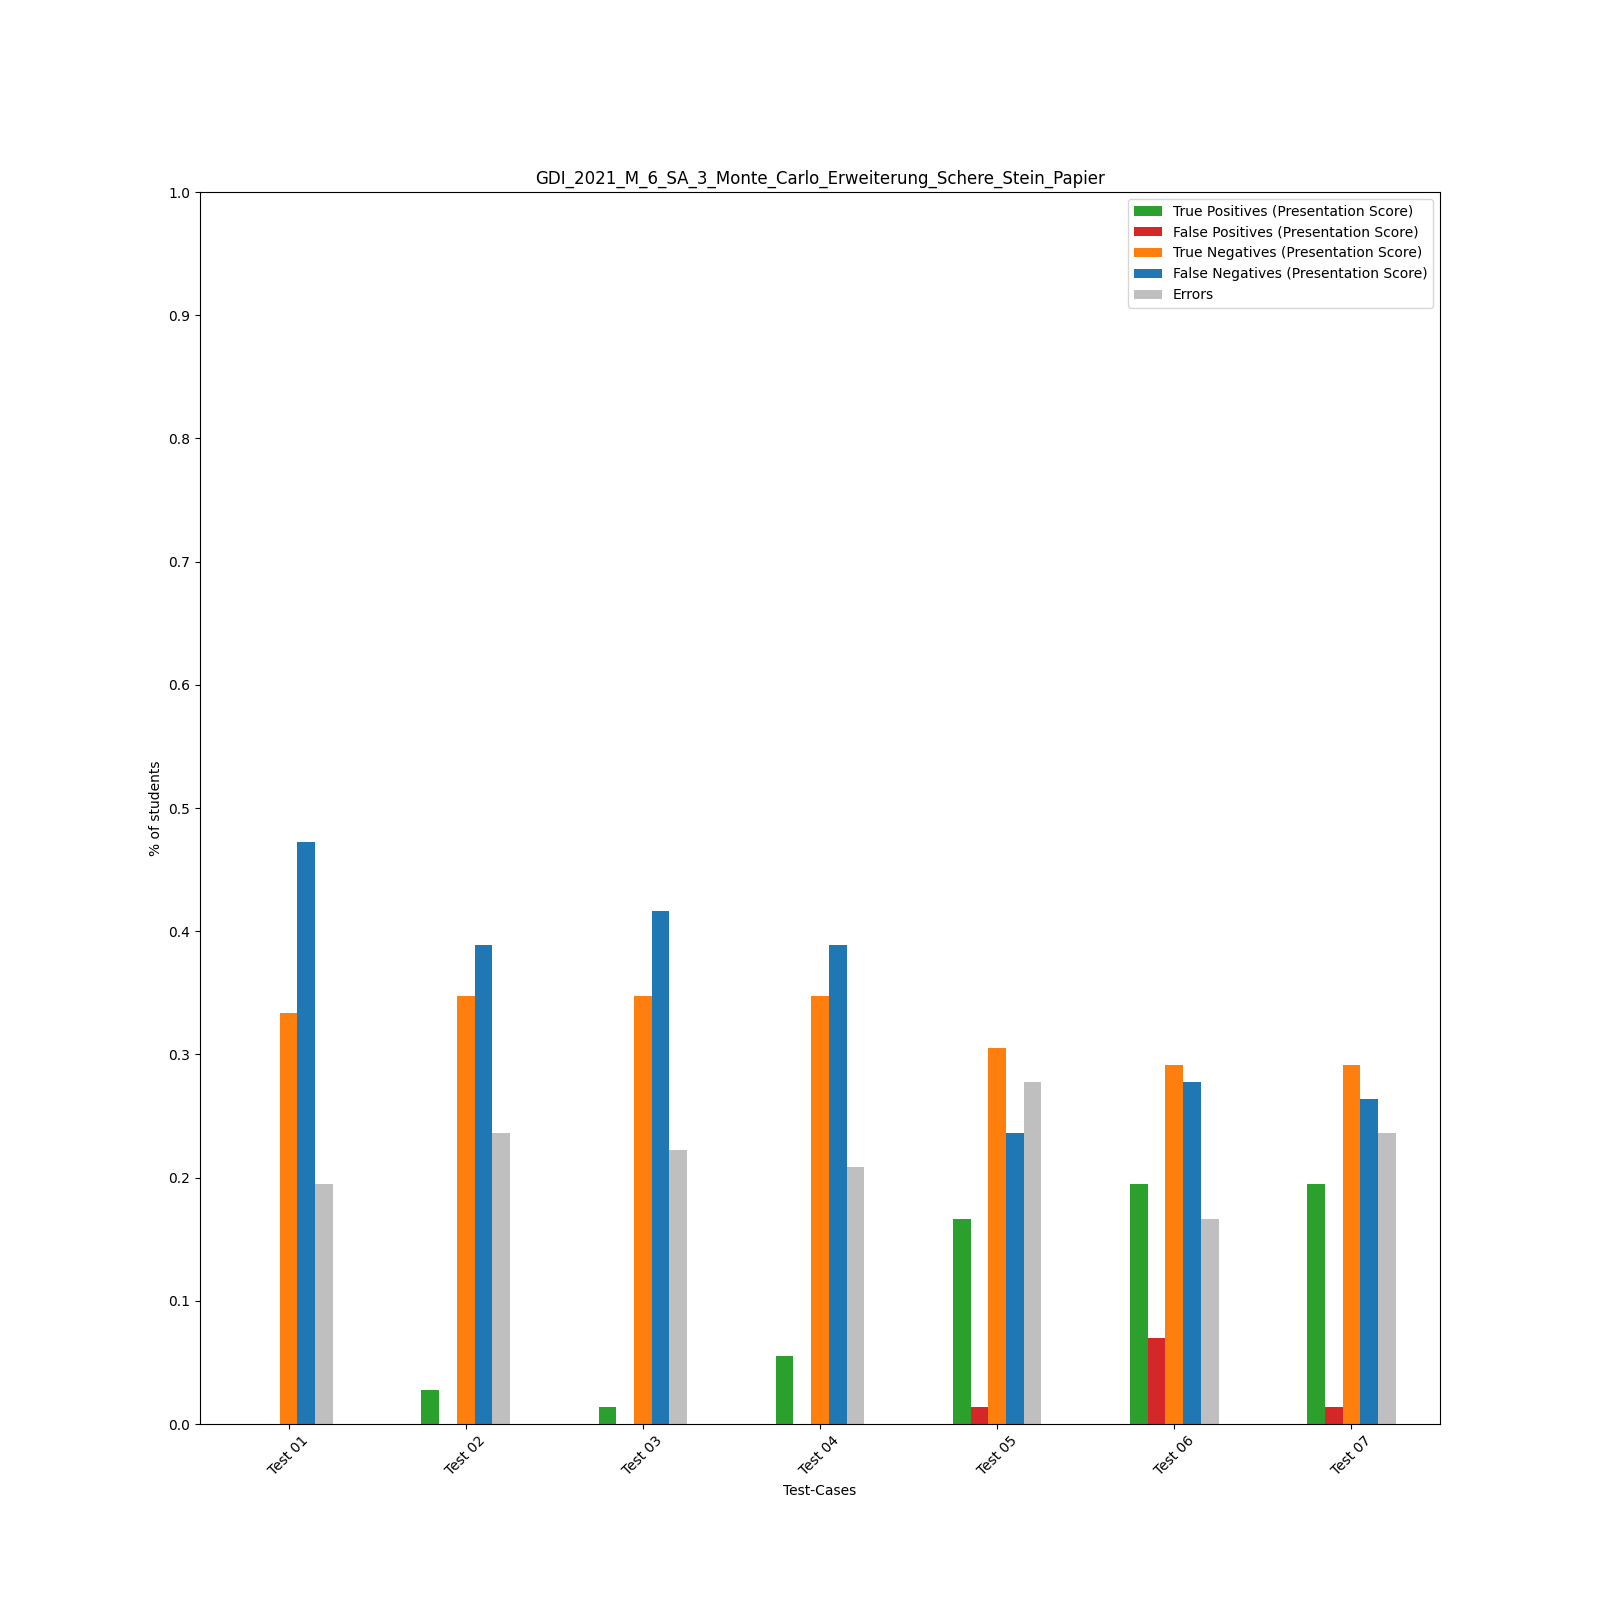 GDI_2021_M_6_SA_3_Monte_Carlo_Erweiterung_Schere_Stein_Papier
True Positives (Presentation Score)
False Positives (Presentation Score)
True Negatives (Presentation Score)
False Negatives (Presentation Score)
Errors
1.0
0.9
0.8
0.7
0.6
0.5
0.4
0.3
0.2
0.1
0.0
% of students
Test 01
Test 02
Test 03
Test 04
Test 05
Test 06
Test 07
Test-Cases